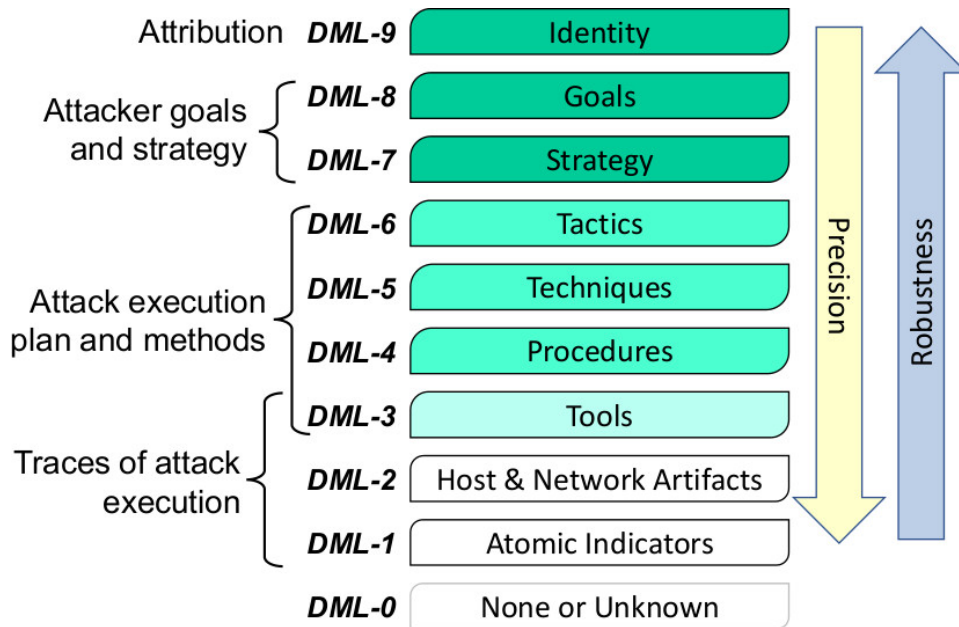 Attribution DML-9 Identity
Attacker goals
and strategy
DML-8 Goals
DML-7 Strategy
Attack execution
plan and methods
DML-6 Tactics
DML-5 Techniques
DML-4 Procedures
DML-3 Tools
Traces of attack
execution
DML-2 Host & Network Artifacts
DML-1 Atomic Indicators
DML-0 None or Unknown
Precision
Robustness